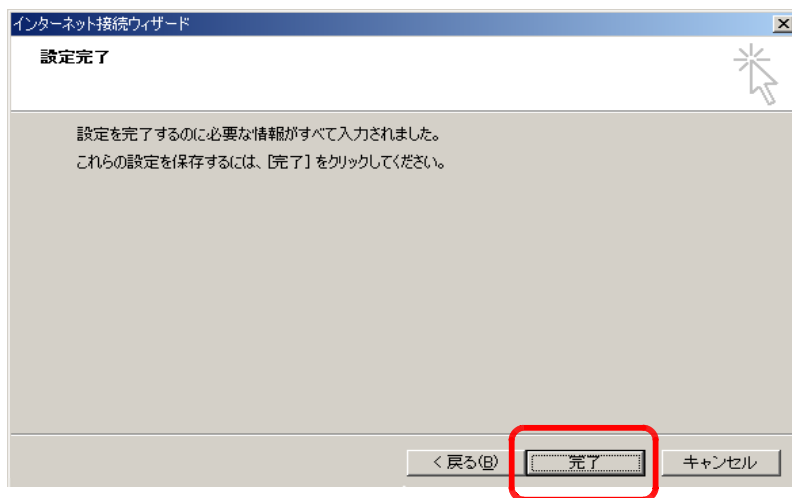 インターネット接続ウィザード
設定完了
設定を完了するのに必要な情報がすべて入力されました。
これらの設定を保存するには、[完了] をクリックしてください。
< 戻る(B)
完了
キャンセル